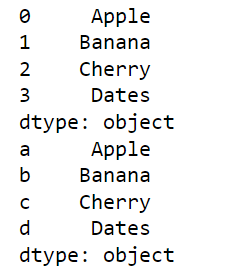 0 Apple
1 Banana
2 Cherry
3 Dates
dtype: object
a Apple
b Banana
c Cherry
d Dates
dtype: object